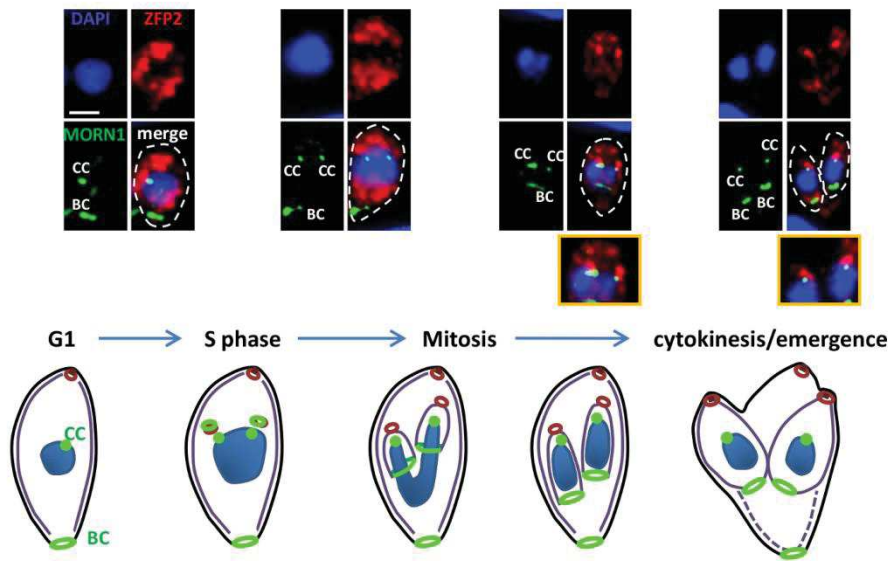 DAPI ZFP2
MORN1 merge
CC
BC
CC CC
BC
CC CC
BC
CC
BC BC
G1 S phase Mitosis cytokinesis/emergence
CC
BC